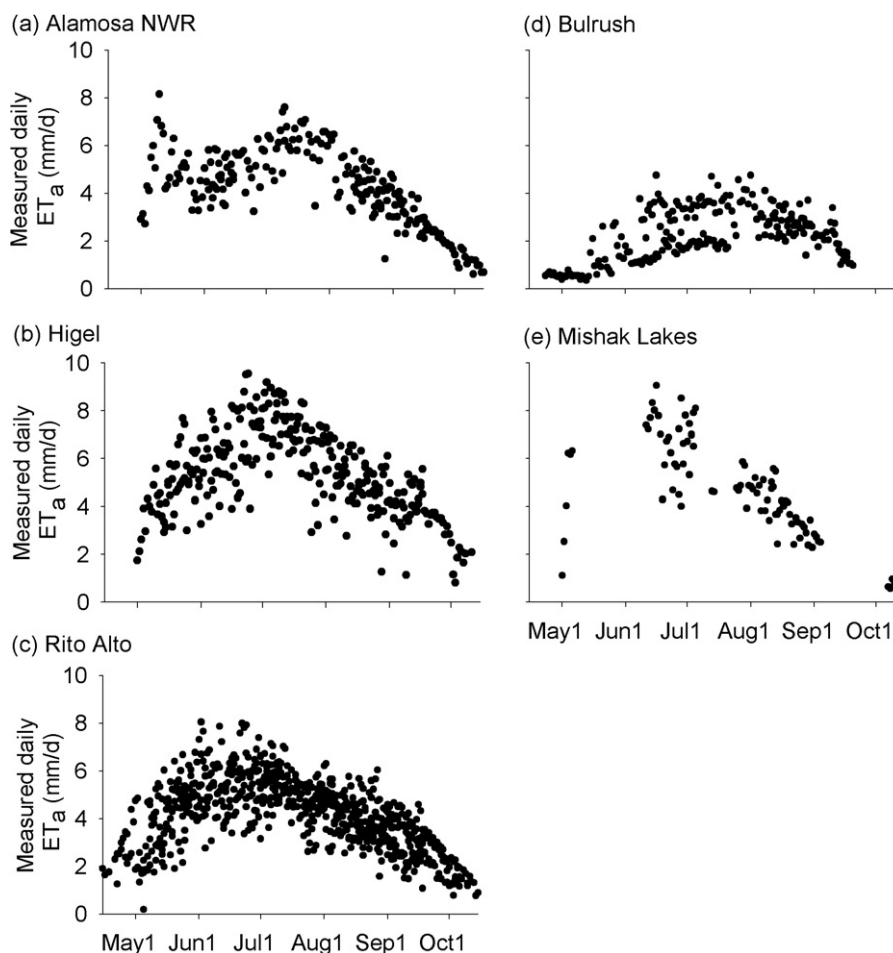 (a) Alamosa NWR
10
8
6
4
2
0
Measured daily
ETa (mm/d)
(b) Higel
10
8
6
4
2
0
Measured daily
ETa (mm/d)
(c) Rito Alto
10
8
6
4
2
0
Measured daily
ETa (mm/d)
May1 Jun1 Jul1 Aug1 Sep1 Oct1
(d) Bulrush
(e) Mishak Lakes
May1 Jun1 Jul1 Aug1 Sep1 Oct1